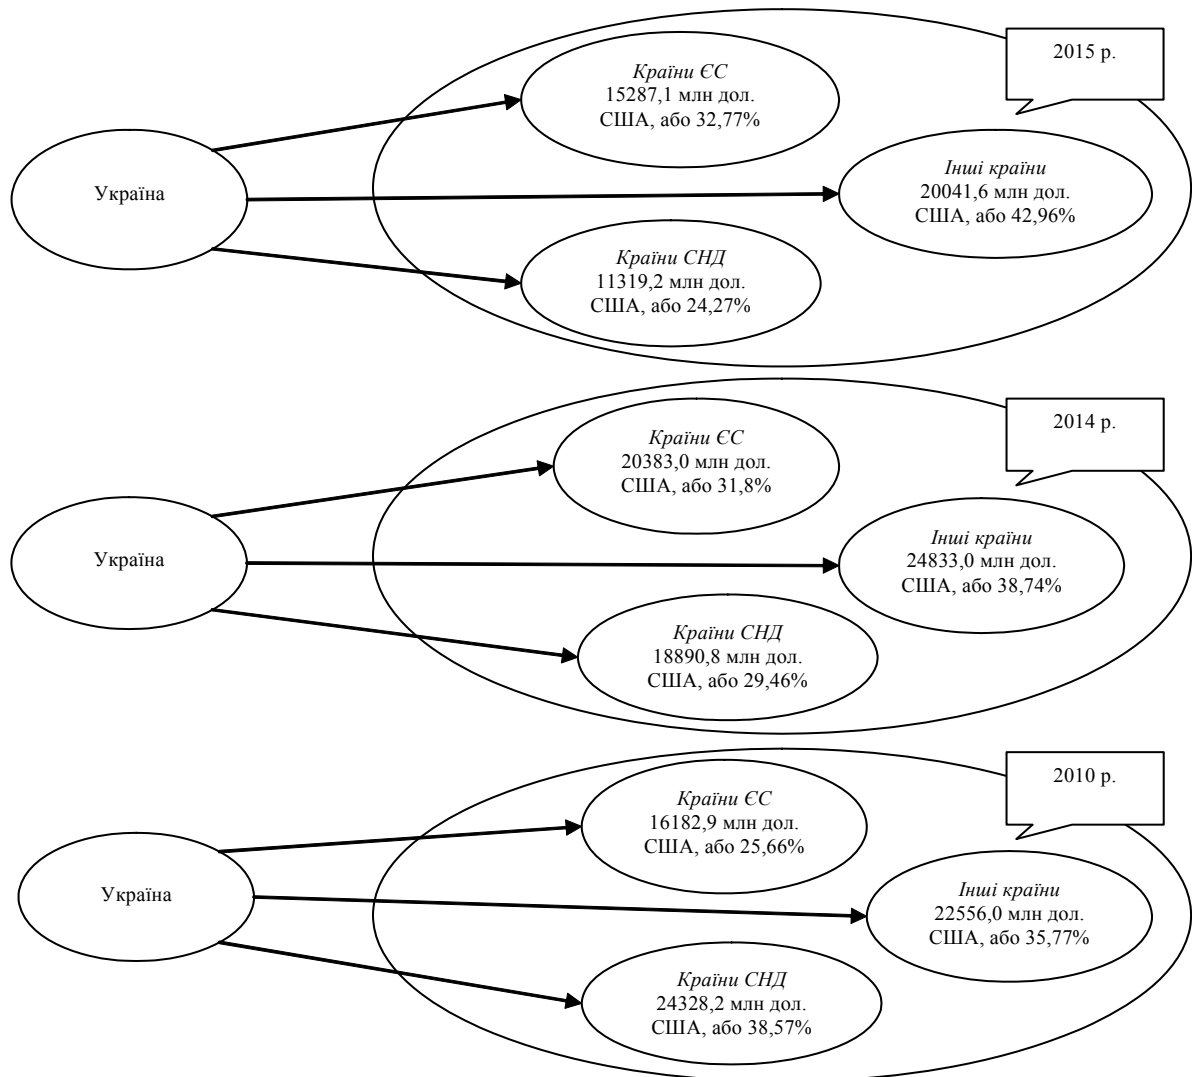 2015 р.
Країни ЄС
15287,1 млн дол.
США, або 32,77%
Україна
Інші країни
20041,6 млн дол.
США, або 42,96%
Країни СНД
11319,2 млн дол.
США, або 24,27%
2014 р.
Країни ЄС
20383,0 млн дол.
США, або 31,8%
Україна
Інші країни
24833,0 млн дол.
США, або 38,74%
Країни СНД
18890,8 млн дол.
США, або 29,46%
2010 р.
Країни ЄС
16182,9 млн дол.
США, або 25,66%
Україна
Інші країни
22556,0 млн дол.
США, або 35,77%
Країни СНД
24328,2 млн дол.
США, або 38,57%